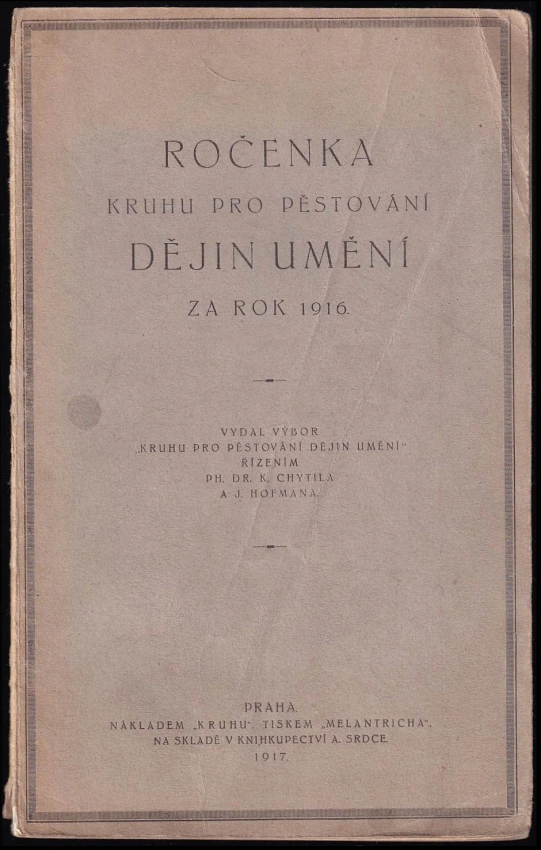 ROČENKA
KRUHU PRO PĚSTOVÁNÍ
DĚJIN UMĚNÍ
ZA ROK 1916.
VYDAL VÝBOR
„KRUHU PRO PĚSTOVÁNÍ DĚJIN UMĚNÍ“
ŘÍZENÍM
PH. DR. K. CHYTILA
A J. HOFMANA.
PRAHA.
NÁKLADEM „KRUHU“, TISKEM „MELANTRICHA“,
NA SKLADĚ V KNIHKUPECTVÍ A. SRDCE.
1917.